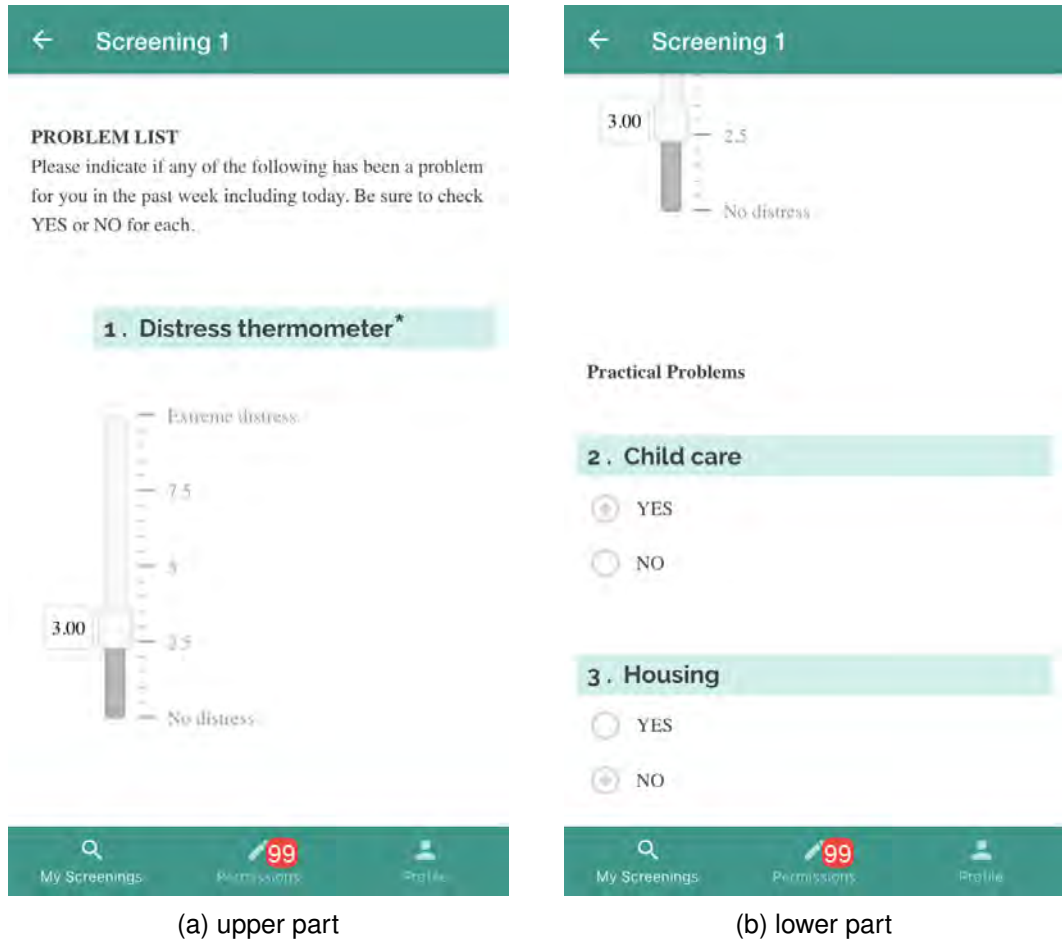 ← Screening 1
PROBLEM LIST
Please indicate if any of the following has been a problem
for you in the past week including today. Be sure to check
YES or NO for each.
1 . Distress thermometer*
Extreme distress
7.5
5
3.00
2.5
No distress
My Screenings
99
Permissions
Profile
(a) upper part
← Screening 1
3.00
2.5
No distress
Practical Problems
2 . Child care
YES
NO
3 . Housing
YES
NO
My Screenings
99
Permissions
Profile
(b) lower part